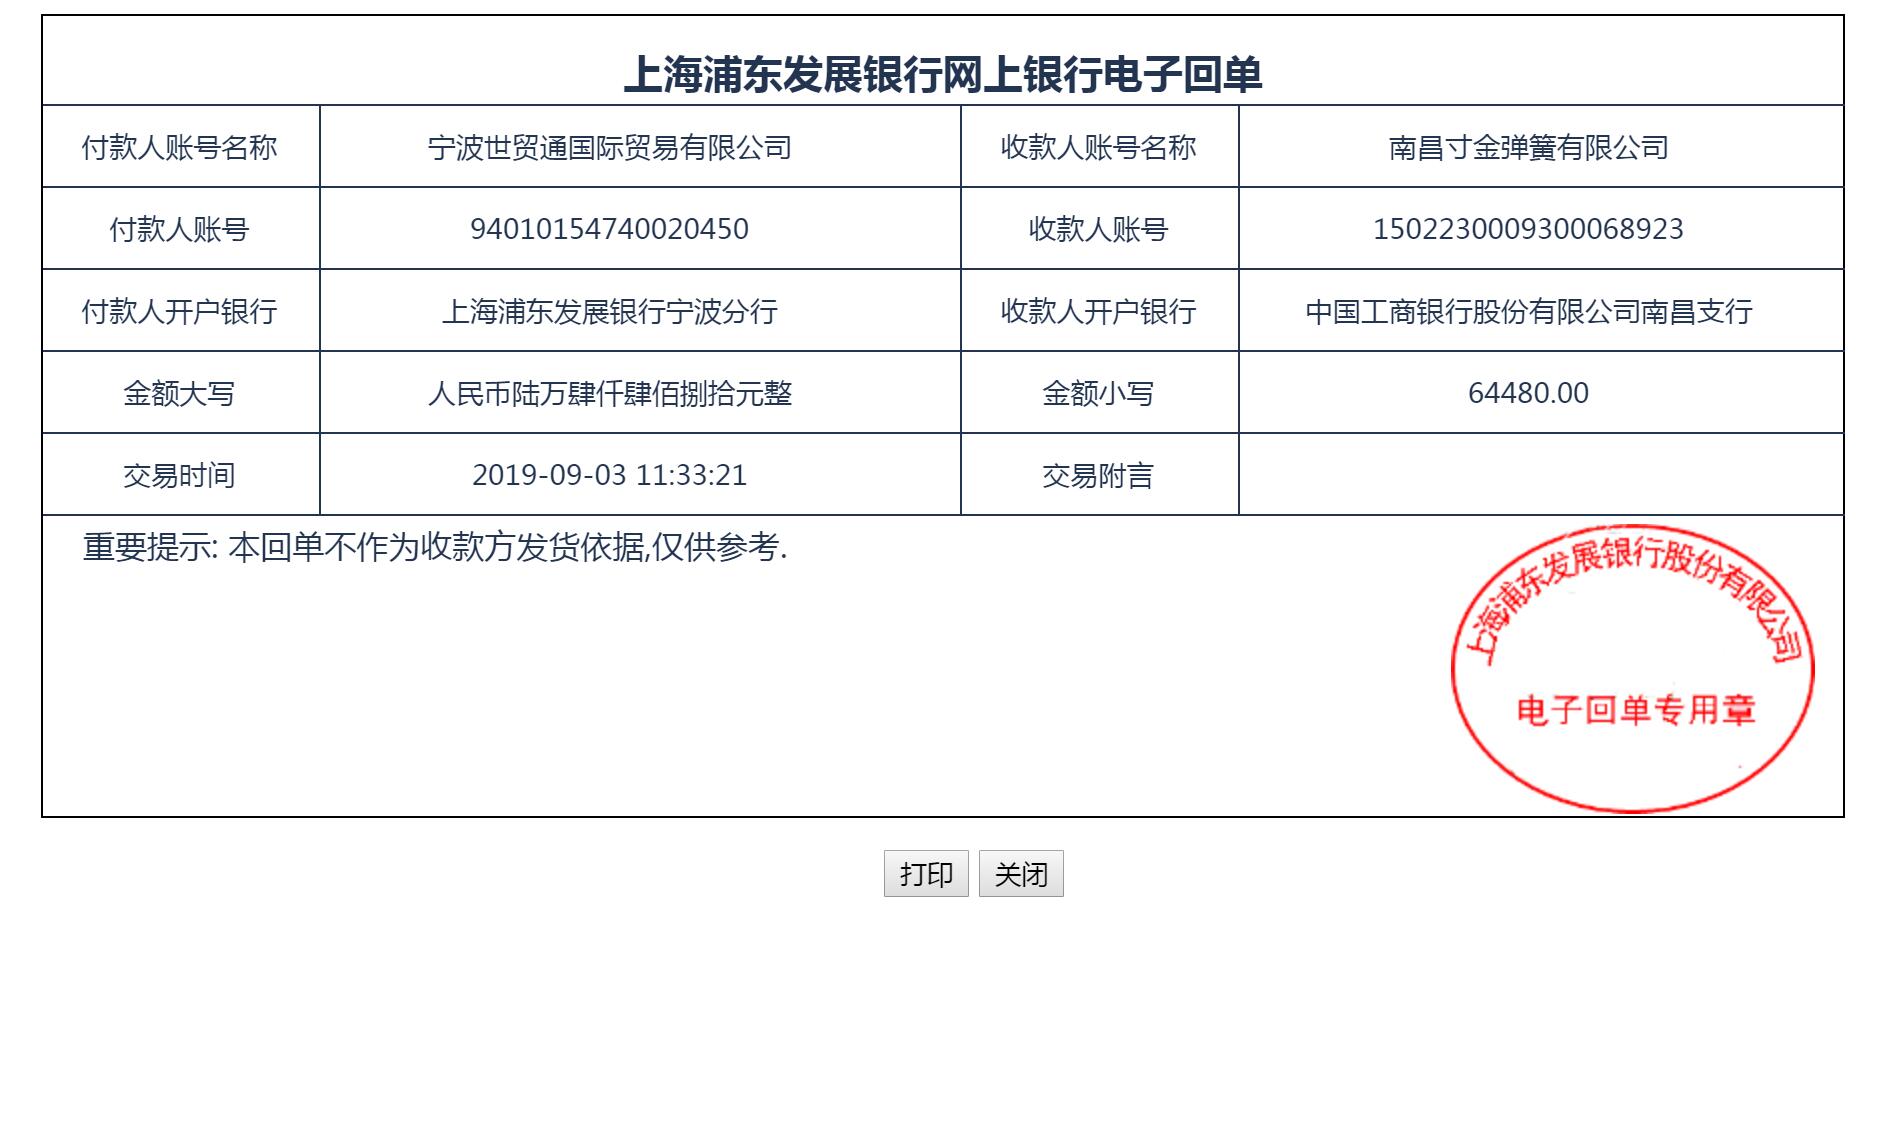 上海浦东发展银行网上银行电子回单
付款人账号名称 宁波世贸通国际贸易有限公司 收款人账号名称 南昌寸金弹簧有限公司
付款人账号 94010154740020450 收款人账号 1502230009300068923
付款人开户银行 上海浦东发展银行宁波分行 收款人开户银行 中国工商银行股份有限公司南昌支行
金额大写 人民币陆万肆仟肆佰捌拾元整 金额小写 64480.00
交易时间 2019-09-03 11:33:21 交易附言
重要提示: 本回单不作为收款方发货依据,仅供参考.
上海浦东发展银行股份有限公司
电子回单专用章
打印 关闭